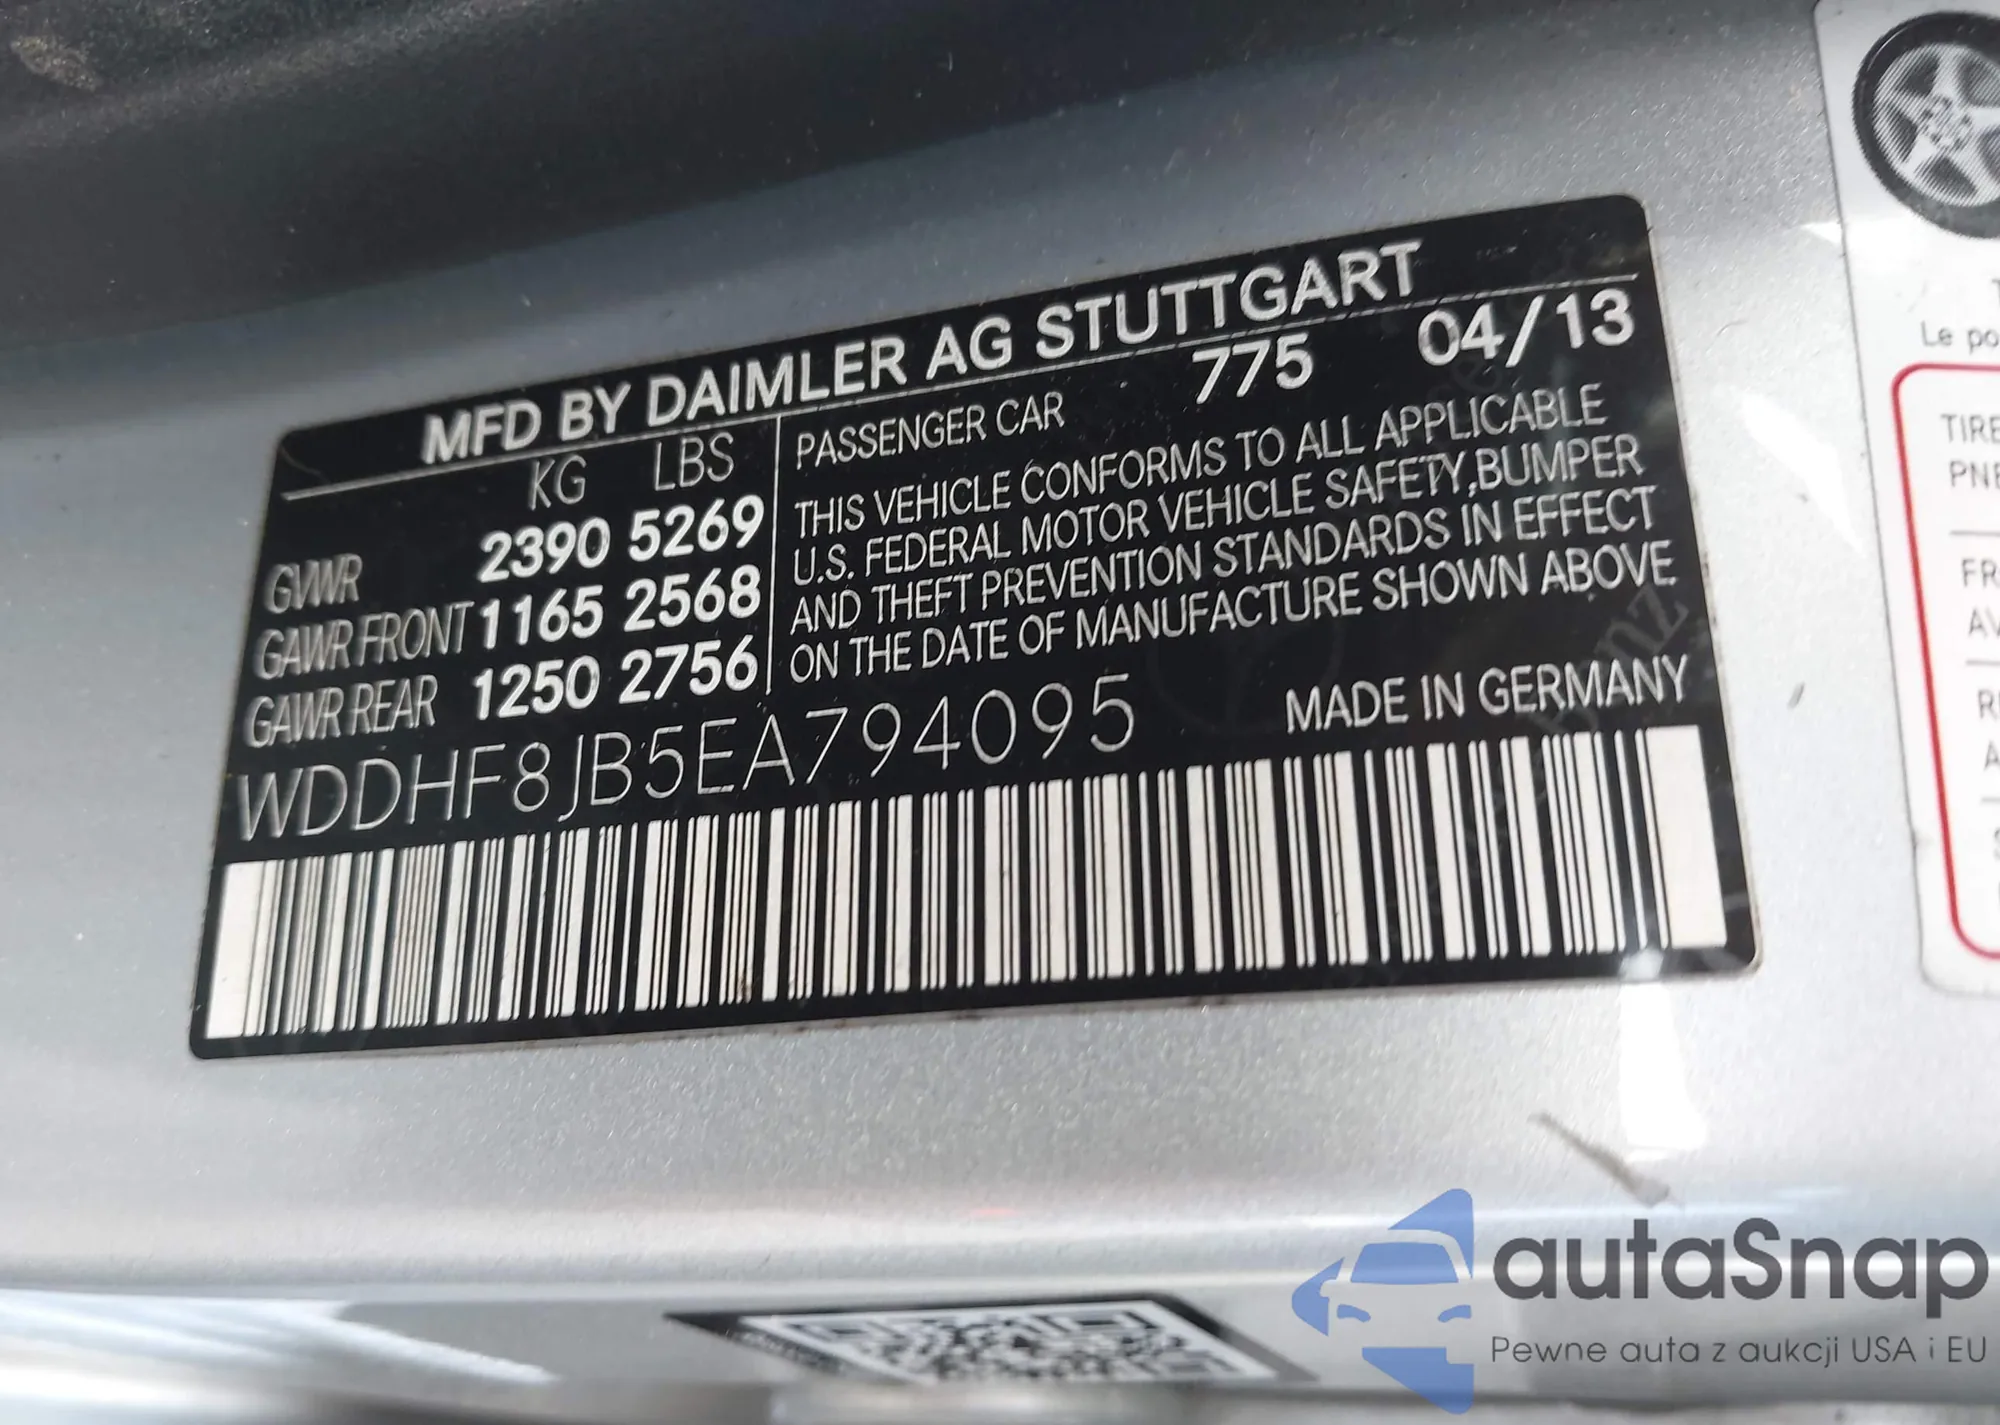 MFD BY DAIMLER AG STUTTGART
KG LBS
GVWR 2390 5269
GAWR FRONT 1165 2568
GAWR REAR 1250 2756
PASSENGER CAR 775 04/13
THIS VEHICLE CONFORMS TO ALL APPLICABLE
U.S. FEDERAL MOTOR VEHICLE SAFETY,BUMPER
AND THEFT PREVENTION STANDARDS IN EFFECT
ON THE DATE OF MANUFACTURE SHOWN ABOVE.
WDDHF8JB5EA794095 MADE IN GERMANY
Le
TIRE
autaSnap
Pewne auta z aukcji USA i EU